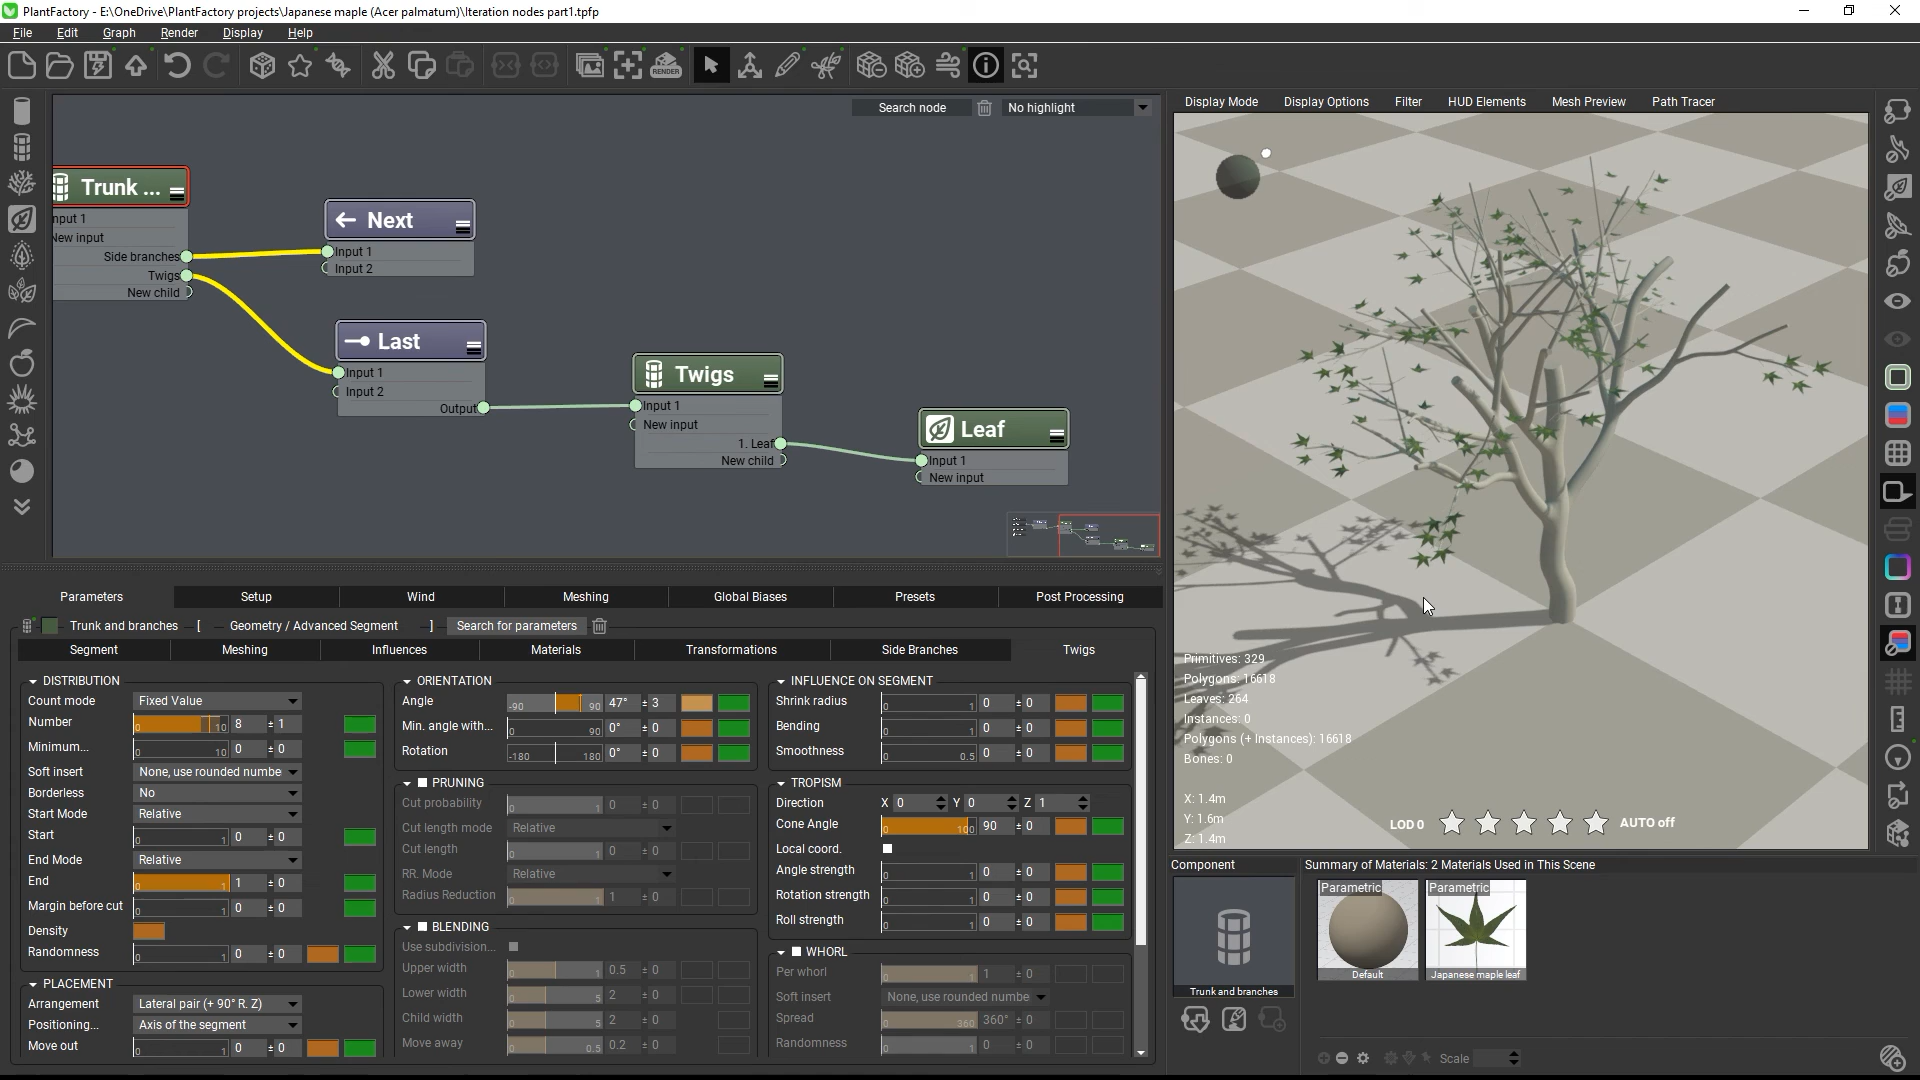 PlantFactory - E:\OneDrive\PlantFactory projects\Japanese maple (Acer palmatum)\Iteration nodes part1.tpfp
File Edit Graph Render Display Help
RENDER
Search node No highlight
Trunk ...
nput 1
New input
Side branches
Twigs
New child
Next
Input 1
Input 2
Last
Input 1
Input 2
Output
Twigs
Input 1
New input
1. Leaf
New child
Leaf
Input 1
New input
Display Mode Display Options Filter HUD Elements Mesh Preview Path Tracer
Primitives: 329
Polygons: 16618
Leaves: 264
Instances: 0
Polygons (+ Instances): 16618
Bones: 0
X: 1.4m
Y: 1.6m
Z: 1.4m
LOD 0 AUTO off
Parameters Setup Wind Meshing Global Biases Presets Post Processing
Trunk and branches [ Geometry / Advanced Segment ] Search for parameters
Segment Meshing Influences Materials Transformations Side Branches Twigs
DISTRIBUTION
Count mode Fixed Value
Number 0 10 8 ± 1
Minimum... 0 10 0 ± 0
Soft insert None, use rounded numbe
Borderless No
Start Mode Relative
Start 0 1 0 ± 0
End Mode Relative
End 0 1 1 ± 0
Margin before cut 0 1 0 ± 0
Density
Randomness 0 1 0 ± 0
PLACEMENT
Arrangement Lateral pair (+ 90° R. Z)
Positioning... Axis of the segment
Move out 0 1 0 ± 0
ORIENTATION
Angle -90 90 47° ± 3
Min. angle with... 0 90 0° ± 0
Rotation -180 180 0° ± 0
PRUNING
Cut probability 0 1 0 ± 0
Cut length mode Relative
Cut length 0 1 0 ± 0
RR. Mode Relative
Radius Reduction 0 1 1 ± 0
BLENDING
Use subdivision...
Upper width 0 1 0.5 ± 0
Lower width 0 5 2 ± 0
Child width 0 5 2 ± 0
Move away 0 0.5 0.2 ± 0
INFLUENCE ON SEGMENT
Shrink radius 0 1 0 ± 0
Bending 0 1 0 ± 0
Smoothness 0 0.5 0 ± 0
TROPISM
Direction X 0 Y 0 Z 1
Cone Angle 0 100 90 ± 0
Local coord.
Angle strength 0 1 0 ± 0
Rotation strength 0 1 0 ± 0
Roll strength 0 1 0 ± 0
WHORL
Per whorl 0 1 1 ± 0
Soft insert None, use rounded numbe
Spread 0 360 360° ± 0
Randomness 0 1 0 ± 0
Component
Trunk and branches
Summary of Materials: 2 Materials Used in This Scene
Parametric Parametric
Default Japanese maple leaf
Scale